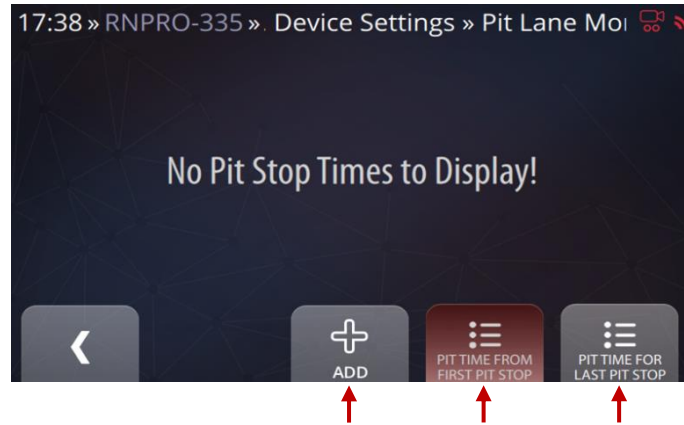 17:38 » RNPRO-335 ». Device Settings » Pit Lane Mo
No Pit Stop Times to Display!
ADD
PIT TIME FROM
FIRST PIT STOP
PIT TIME FOR
LAST PIT STOP